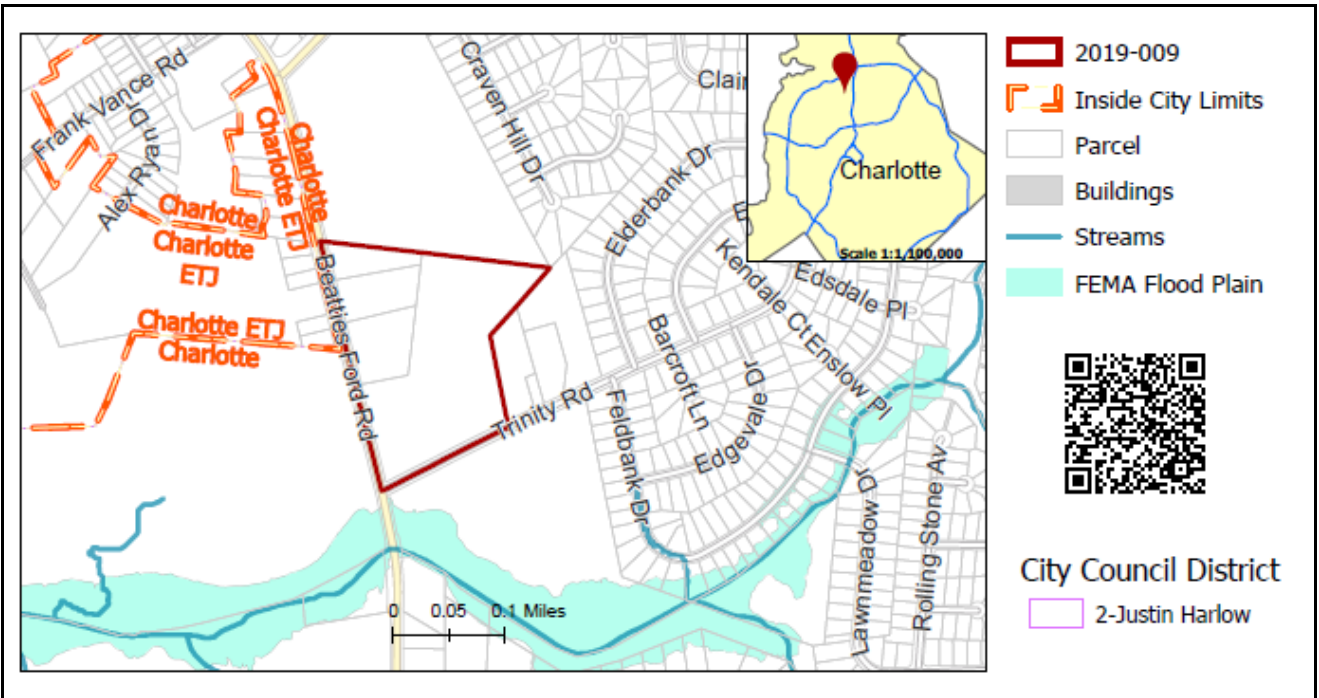 Frank Vance Rd
Alex Ryan Dr
Charlotte
Charlotte ETJ
Charlotte
Charlotte
ETJ
Charlotte ETJ
Charlotte
Beatties Ford Rd
Craven Hill Dr
Clair
Elderbank Dr
Kendale Ct
Edsdale Pl
Enslow Pl
Barcroft Ln
Edgevale Dr
Trinity Rd
Feldbank Dr
Lawnmeadow Dr
Rolling Stone Av
0 0.05 0.1 Miles
Charlotte
Scale 1:1,100,000
2019-009
Inside City Limits
Parcel
Buildings
Streams
FEMA Flood Plain
City Council District
2-Justin Harlow